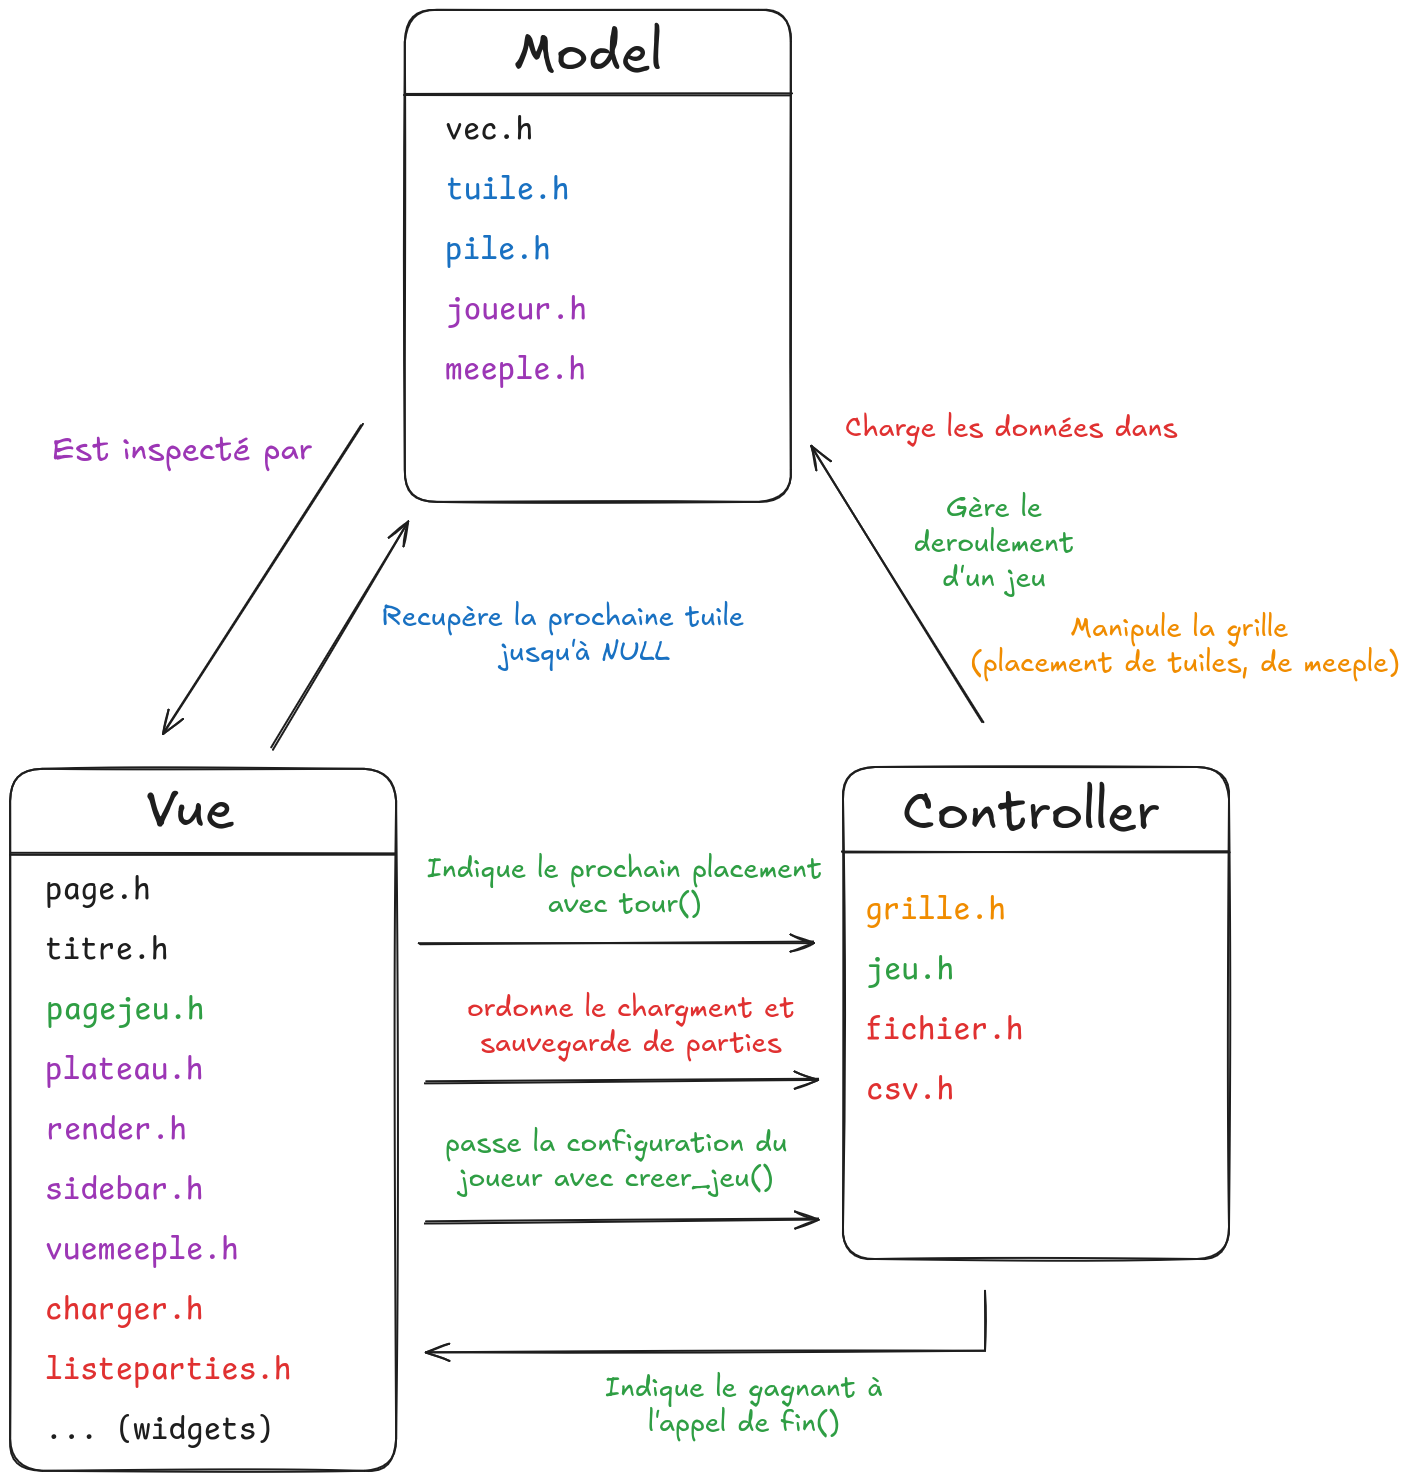 Model
vec.h
tuile.h
pile.h
joueur.h
meeple.h
Est inspecté par
Recupère la prochaine tuile
jusqu'à NULL
Charge les données dans
Gère le
deroulement
d'un jeu
Manipule la grille
(placement de tuiles, de meeple)
Vue
page.h
titre.h
pagejeu.h
plateau.h
render.h
sidebar.h
vuemeeple.h
charger.h
listeparties.h
... (widgets)
Indique le prochain placement
avec tour()
ordonne le chargment et
sauvegarde de parties
passe la configuration du
joueur avec creer_jeu()
Indique le gagnant à
l'appel de fin()
Controller
grille.h
jeu.h
fichier.h
csv.h